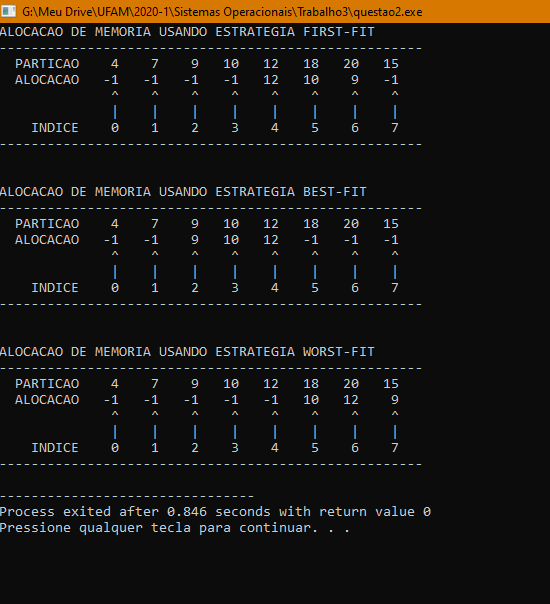 G:\Meu Drive\UFAM\2020-1\Sistemas Operacionais\Trabalho3\questao2.exe
ALOCACAO DE MEMORIA USANDO ESTRATEGIA FIRST-FIT
-----------------------------------------------------
  PARTICAO    4    7    9   10   12   18   20   15
  ALOCACAO   -1   -1   -1   -1   12   10    9   -1
              ^    ^    ^    ^    ^    ^    ^    ^
              |    |    |    |    |    |    |    |
    INDICE    0    1    2    3    4    5    6    7
-----------------------------------------------------
ALOCACAO DE MEMORIA USANDO ESTRATEGIA BEST-FIT
-----------------------------------------------------
  PARTICAO    4    7    9   10   12   18   20   15
  ALOCACAO   -1   -1    9   10   12   -1   -1   -1
              ^    ^    ^    ^    ^    ^    ^    ^
              |    |    |    |    |    |    |    |
    INDICE    0    1    2    3    4    5    6    7
-----------------------------------------------------
ALOCACAO DE MEMORIA USANDO ESTRATEGIA WORST-FIT
-----------------------------------------------------
  PARTICAO    4    7    9   10   12   18   20   15
  ALOCACAO   -1   -1   -1   -1   -1   10   12    9
              ^    ^    ^    ^    ^    ^    ^    ^
              |    |    |    |    |    |    |    |
    INDICE    0    1    2    3    4    5    6    7
-----------------------------------------------------
--------------------------------
Process exited after 0.846 seconds with return value 0
Pressione qualquer tecla para continuar. . .